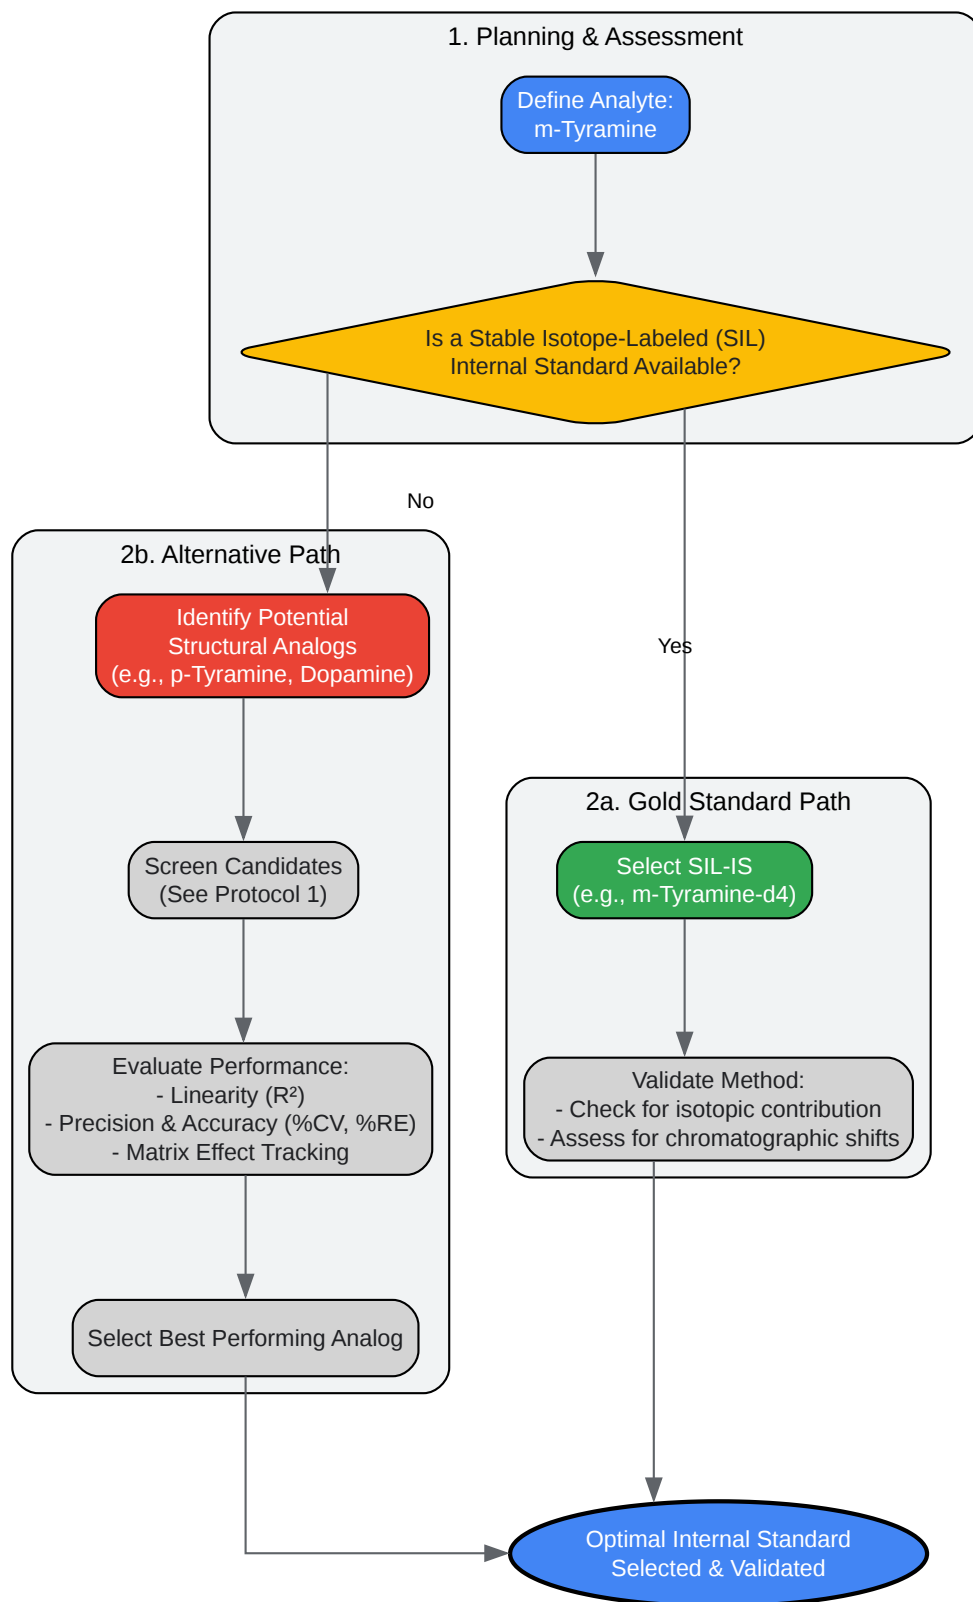 1. Planning & Assessment
Define Analyte:
m-Tyramine
Is a Stable Isotope-Labeled (SIL)
Internal Standard Available?
No
Yes
2b. Alternative Path
Identify Potential
Structural Analogs
(e.g., p-Tyramine, Dopamine)
Screen Candidates
(See Protocol 1)
Evaluate Performance:
- Linearity (R²)
- Precision & Accuracy (%CV, %RE)
- Matrix Effect Tracking
Select Best Performing Analog
2a. Gold Standard Path
Select SIL-IS
(e.g., m-Tyramine-d4)
Validate Method:
- Check for isotopic contribution
- Assess for chromatographic shifts
Optimal Internal Standard
Selected & Validated